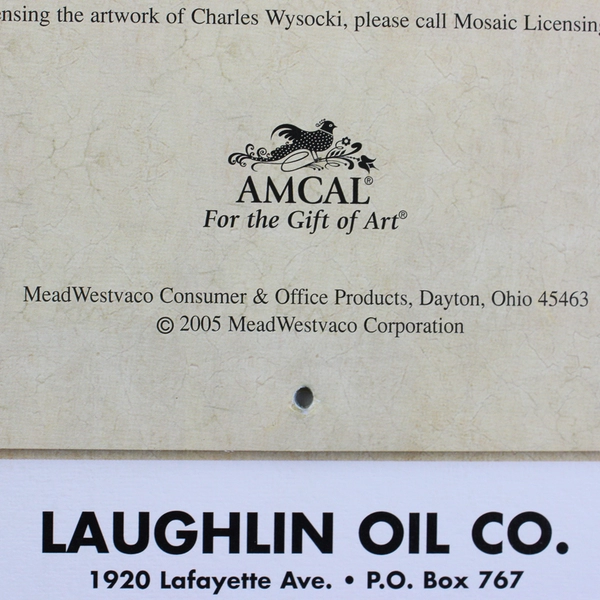 ensing the artwork of Charles Wysocki, please call Mosaic Licensing
AMCAL®
For the Gift of Art®
MeadWestvaco Consumer & Office Products, Dayton, Ohio 45463
© 2005 MeadWestvaco Corporation
LAUGHLIN OIL CO.
1920 Lafayette Ave. • P.O. Box 767